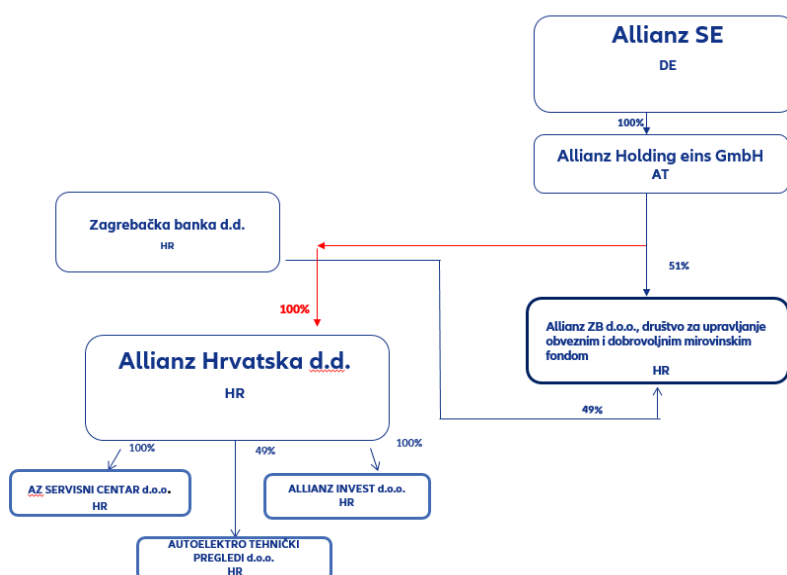 Allianz SE
DE
100%
Allianz Holding eins GmbH
AT
Zagrebačka banka d.d.
HR
51%
100%
Allianz ZB d.o.o., društvo za upravljanje
obveznim i dobrovoljnim mirovinskim
fondom
HR
Allianz Hrvatska d.d.
HR
49%
100%
49%
100%
AZ SERVISNI CENTAR d.o.o.
HR
ALLIANZ INVEST d.o.o.
HR
AUTOELEKTRO TEHNIČKI
PREGLEDI d.o.o.
HR